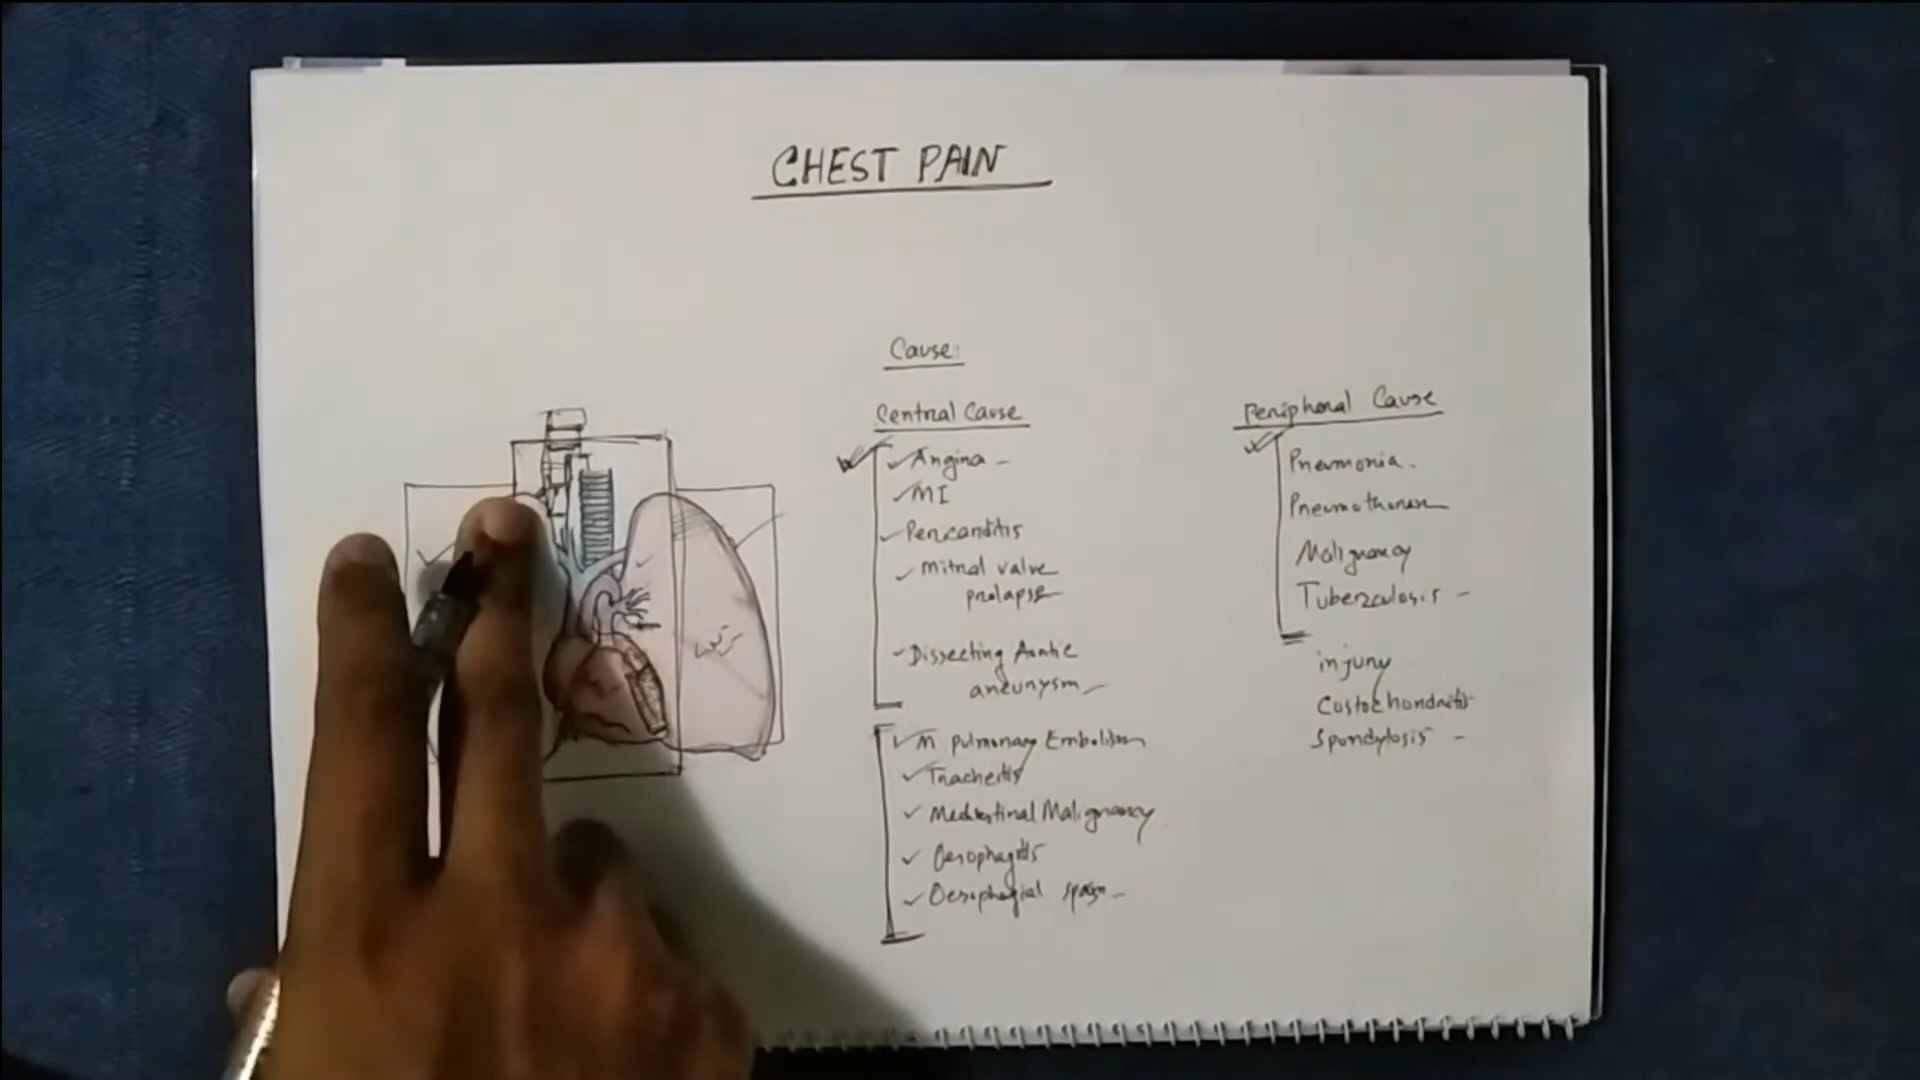 CHEST PAIN
Cause:
Central Cause
Angina -
MI
Pericarditis
Mitral valve
prolapse
Dissecting Aortic
aneurysm -
M pulmonary Embolism
Tracheitis
Mediastinal Malignancy
Oesophagitis
Oesophagial spasm -
Peripheral Cause
Pneumonia.
Pneumothorax
Malignancy
Tuberculosis -
injury
Costochondritis
Spondylosis -